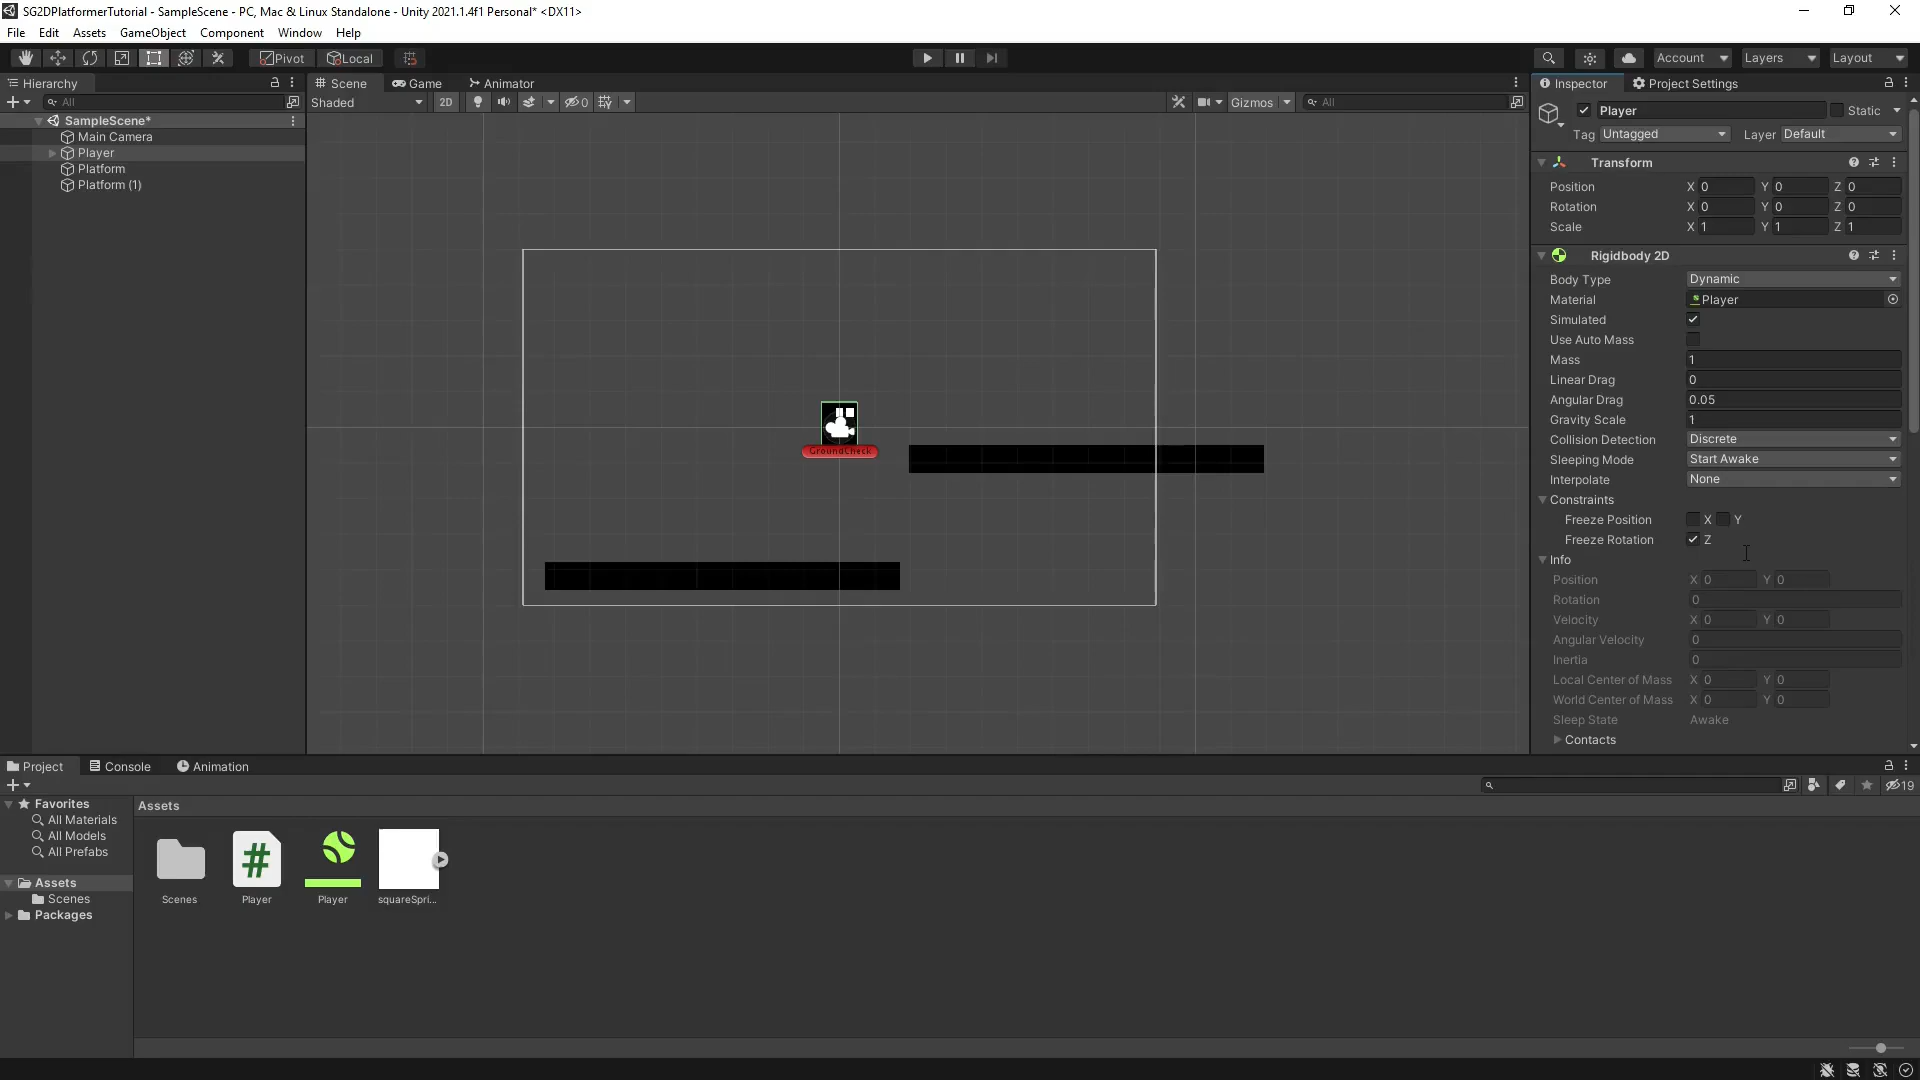 SG2DPlatformerTutorial - SampleScene - PC, Mac & Linux Standalone - Unity 2021.1.4f1 Personal* <DX11>
File Edit Assets GameObject Component Window Help
Pivot Local Account Layers Layout
Hierarchy
All
SampleScene*
Main Camera
Player
Platform
Platform (1)
Scene Game Animator
Shaded 2D 0 Gizmos All
GroundCheck
Inspector Project Settings
Player Static
Tag Untagged Layer Default
Transform
Position X 0 Y 0 Z 0
Rotation X 0 Y 0 Z 0
Scale X 1 Y 1 Z 1
Rigidbody 2D
Body Type Dynamic
Material Player
Simulated
Use Auto Mass
Mass 1
Linear Drag 0
Angular Drag 0.05
Gravity Scale 1
Collision Detection Discrete
Sleeping Mode Start Awake
Interpolate None
Constraints
Freeze Position X Y
Freeze Rotation Z
Info
Position X 0 Y 0
Rotation 0
Velocity X 0 Y 0
Angular Velocity 0
Inertia 0
Local Center of Mass X 0 Y 0
World Center of Mass X 0 Y 0
Sleep State Awake
Contacts
Project Console Animation
19
Favorites
All Materials
All Models
All Prefabs
Assets
Scenes
Packages
Assets
Scenes Player Player squareSpri...